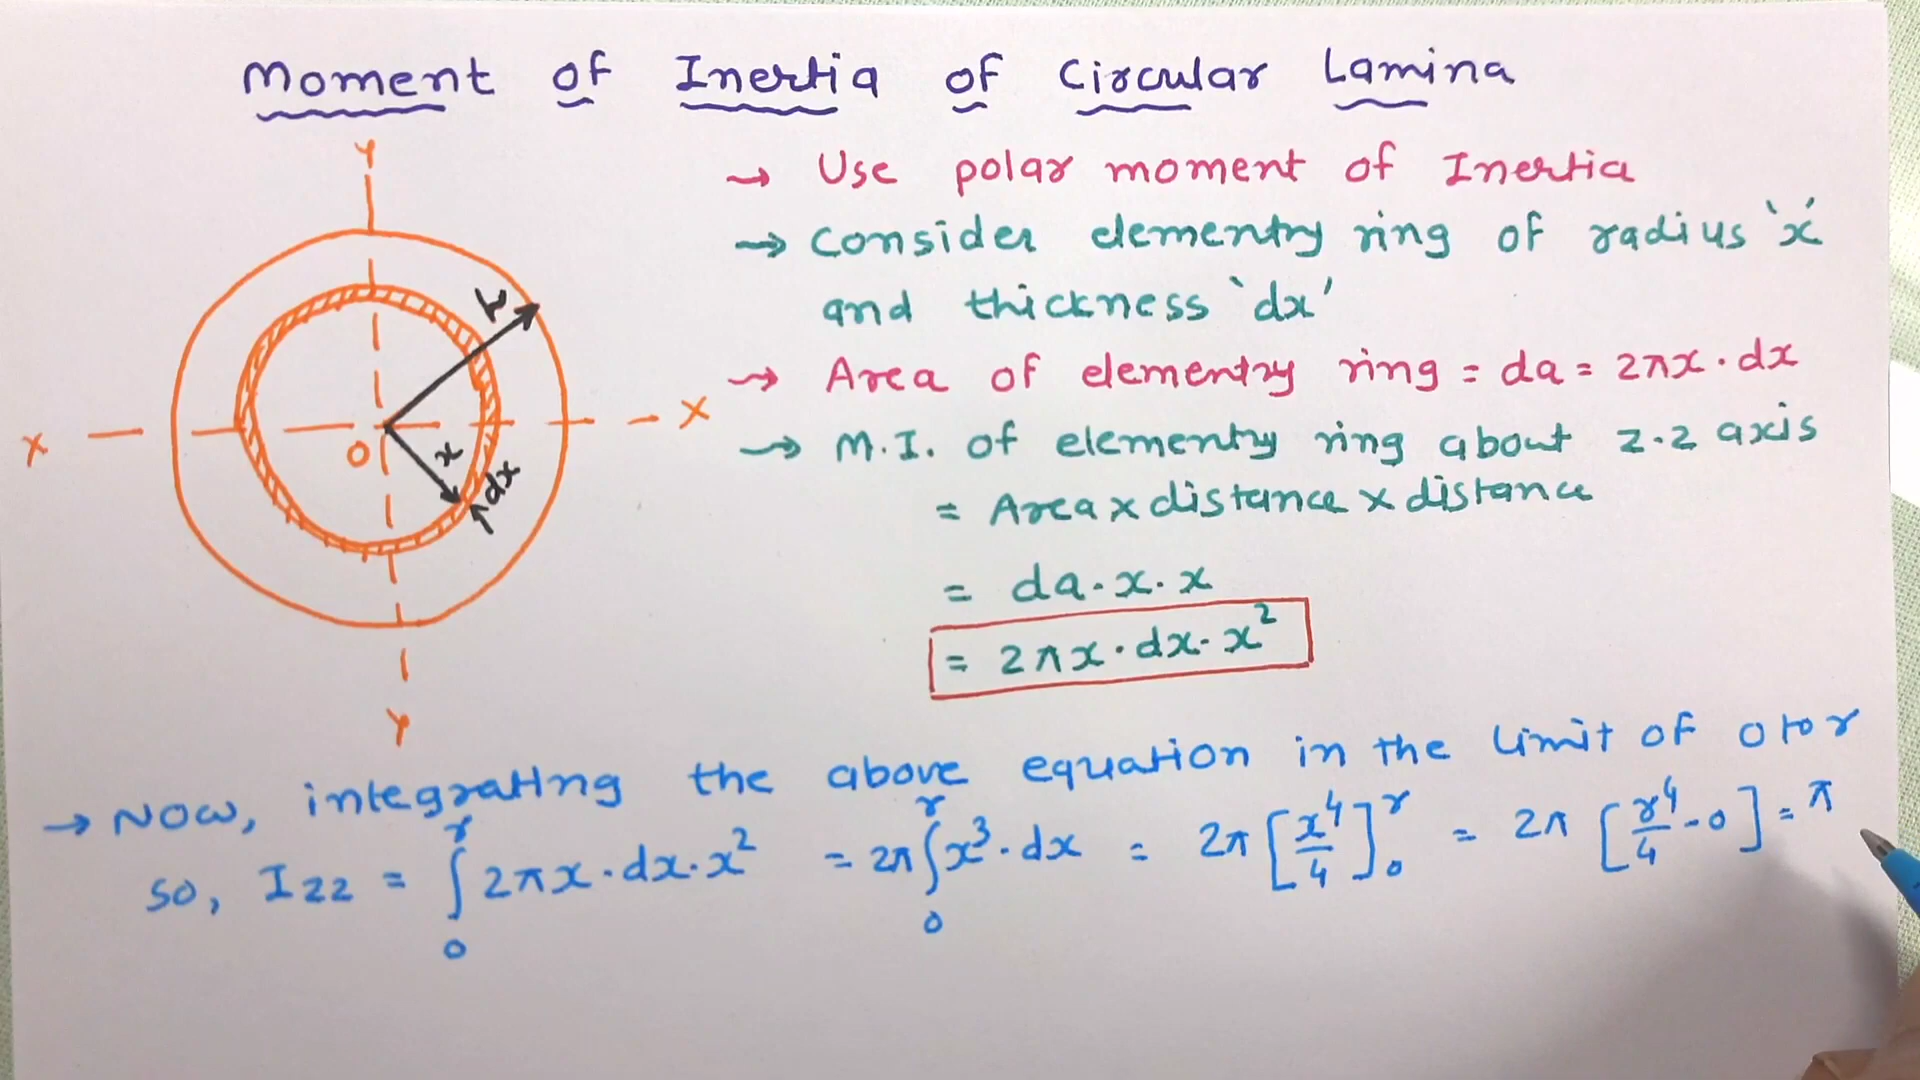 Moment of Inertia of Circular Lamina
→ Use polar moment of Inertia
→ Consider elementry ring of radius 'x'
and thickness 'dx'
→ Area of elementry ring = da = 2πx · dx
→ M.I. of elementry ring about z-z axis
= Area x distance x distance
= da · x · x
= 2πx · dx · x²
Y
r
X
X
O
x
dx
Y
→ Now, integrating the above equation in the limit of 0 to r
So, Izz = ∫₀ʳ 2πx · dx · x² = 2π ∫₀ʳ x³ · dx = 2π [x⁴/4]₀ʳ = 2π [r⁴/4 - 0] = π